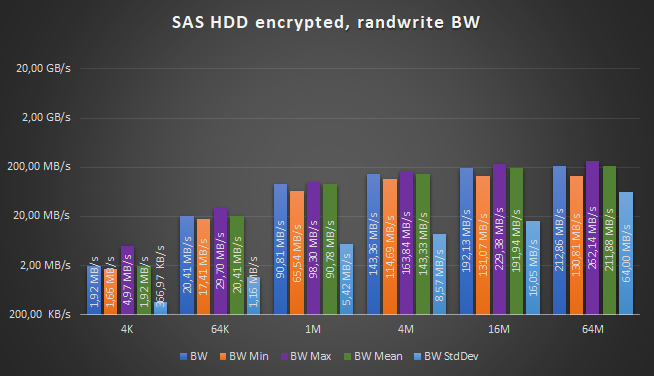 SAS HDD encrypted, randwrite BW
20,00 GB/s
2,00 GB/s
200,00 MB/s
20,00 MB/s
2,00 MB/s
200,00 KB/s
1,92 MB/s
1,66 MB/s
4,97 MB/s
1,92 MB/s
366,97 KB/s
20,41 MB/s
17,41 MB/s
29,70 MB/s
20,41 MB/s
1,16 MB/s
90,81 MB/s
65,54 MB/s
98,30 MB/s
90,78 MB/s
5,42 MB/s
143,36 MB/s
114,69 MB/s
163,84 MB/s
143,33 MB/s
8,57 MB/s
192,13 MB/s
131,07 MB/s
229,38 MB/s
191,94 MB/s
16,05 MB/s
212,86 MB/s
130,81 MB/s
262,14 MB/s
211,88 MB/s
64,00 MB/s
4K 64K 1M 4M 16M 64M
BW BW Min BW Max BW Mean BW StdDev